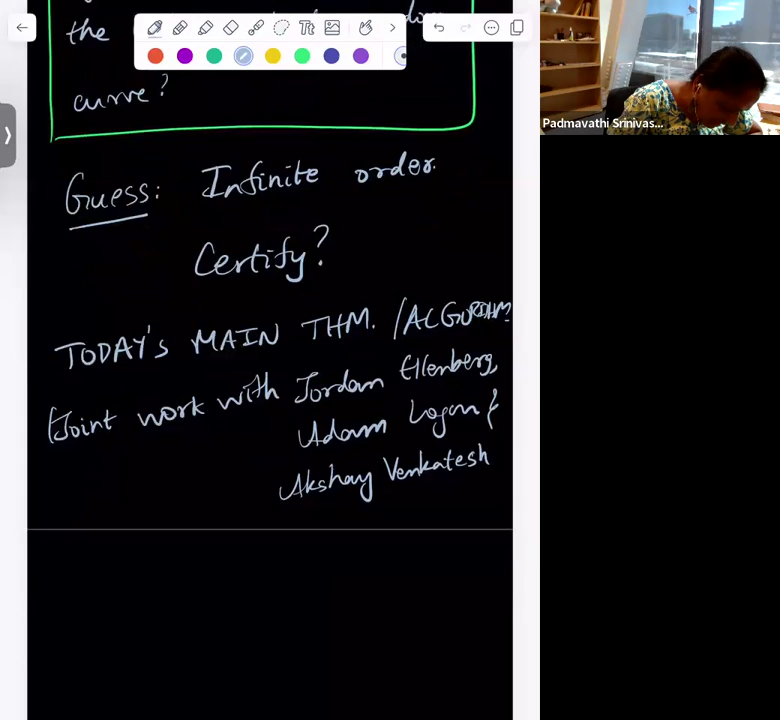 the
curve?
Guess: Infinite order.
Certify?
TODAY'S MAIN THM. /ALGORITHM
(Joint work with Jordan Ellenberg,
Adam Logan &
Akshay Venkatesh
Tt
Padmavathi Srinivas...